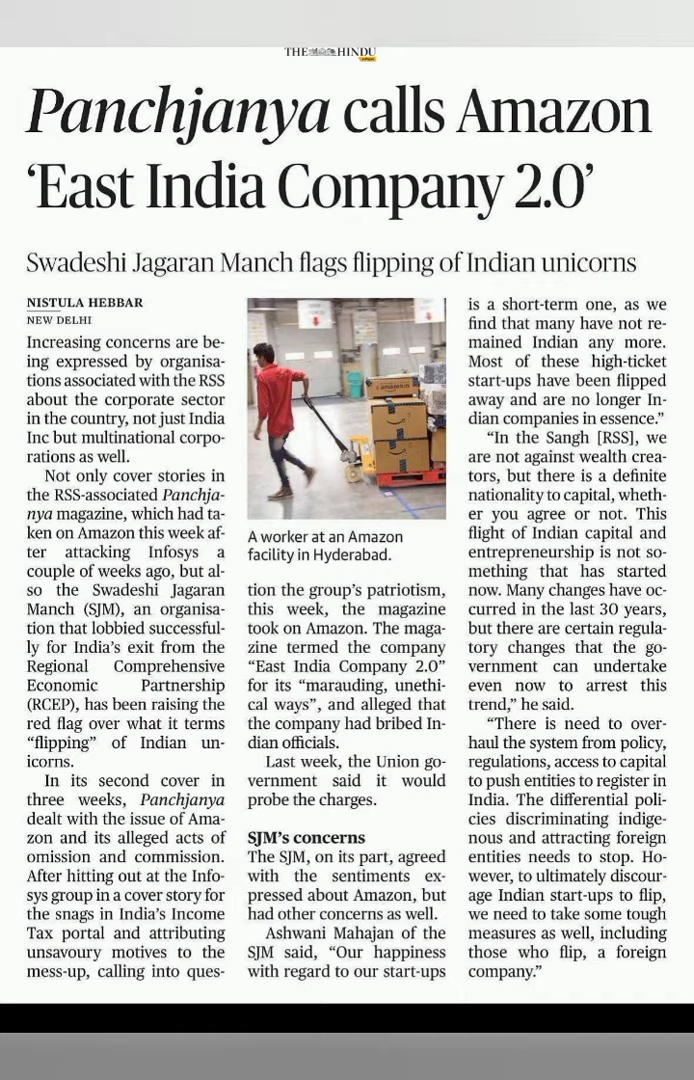 THE HINDU
Panchjanya calls Amazon
‘East India Company 2.0’
Swadeshi Jagaran Manch flags flipping of Indian unicorns
NISTULA HEBBAR
NEW DELHI
Increasing concerns are be-
ing expressed by organisa-
tions associated with the RSS
about the corporate sector
in the country, not just India
Inc but multinational corpo-
rations as well.
Not only cover stories in
the RSS-associated Panchja-
nya magazine, which had ta-
ken on Amazon this week af-
ter attacking Infosys a
couple of weeks ago, but al-
so the Swadeshi Jagaran
Manch (SJM), an organisa-
tion that lobbied successful-
ly for India’s exit from the
Regional Comprehensive
Economic Partnership
(RCEP), has been raising the
red flag over what it terms
“flipping” of Indian un-
icorns.
In its second cover in
three weeks, Panchjanya
dealt with the issue of Ama-
zon and its alleged acts of
omission and commission.
After hitting out at the Info-
sys group in a cover story for
the snags in India’s Income
Tax portal and attributing
unsavoury motives to the
mess-up, calling into ques-
A worker at an Amazon
facility in Hyderabad.
tion the group’s patriotism,
this week, the magazine
took on Amazon. The maga-
zine termed the company
“East India Company 2.0”
for its “marauding, unethi-
cal ways”, and alleged that
the company had bribed In-
dian officials.
Last week, the Union go-
vernment said it would
probe the charges.
SJM’s concerns
The SJM, on its part, agreed
with the sentiments ex-
pressed about Amazon, but
had other concerns as well.
Ashwani Mahajan of the
SJM said, “Our happiness
with regard to our start-ups
is a short-term one, as we
find that many have not re-
mained Indian any more.
Most of these high-ticket
start-ups have been flipped
away and are no longer In-
dian companies in essence.”
“In the Sangh [RSS], we
are not against wealth crea-
tors, but there is a definite
nationality to capital, wheth-
er you agree or not. This
flight of Indian capital and
entrepreneurship is not so-
mething that has started
now. Many changes have oc-
curred in the last 30 years,
but there are certain regula-
tory changes that the go-
vernment can undertake
even now to arrest this
trend,” he said.
“There is need to over-
haul the system from policy,
regulations, access to capital
to push entities to register in
India. The differential poli-
cies discriminating indige-
nous and attracting foreign
entities needs to stop. Ho-
wever, to ultimately discour-
age Indian start-ups to flip,
we need to take some tough
measures as well, including
those who flip, a foreign
company.”